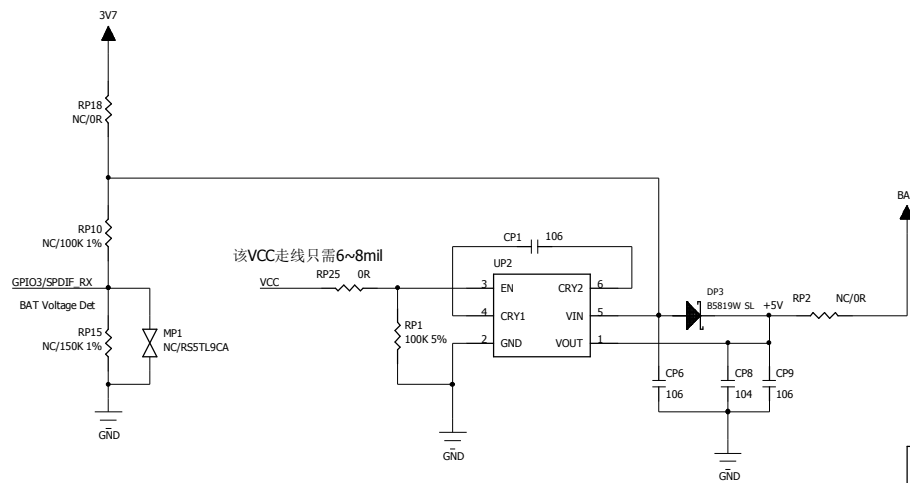 3V7
RP18
NC/0R
BA
RP10
NC/100K 1%
该VCC走线只需6~8mil
CP1 106
RP25 0R
UP2
GPIO3/SPDIF_RX
VCC
3 EN CRY2 6
BAT Voltage Det
DP3
B5819W SL +5V
RP2 NC/0R
4 CRY1 VIN 5
RP15
NC/150K 1%
MP1
NC/RS5TL9CA
RP1
100K 5%
2 GND VOUT 1
CP6
106
CP8
104
CP9
106
GND
GND
GND